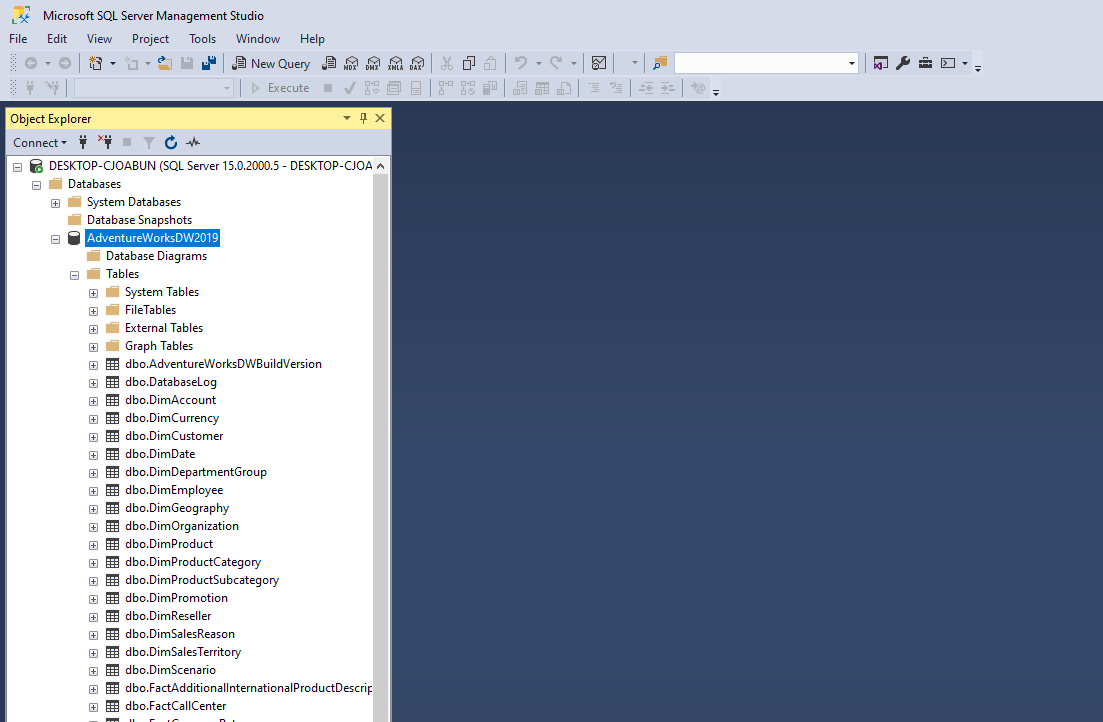 Microsoft SQL Server Management Studio
File Edit View Project Tools Window Help
New Query MDX DMX XMLA DAX
Execute
Object Explorer
Connect
DESKTOP-CJOABUN (SQL Server 15.0.2000.5 - DESKTOP-CJOA
Databases
System Databases
Database Snapshots
AdventureWorksDW2019
Database Diagrams
Tables
System Tables
FileTables
External Tables
Graph Tables
dbo.AdventureWorksDWBuildVersion
dbo.DatabaseLog
dbo.DimAccount
dbo.DimCurrency
dbo.DimCustomer
dbo.DimDate
dbo.DimDepartmentGroup
dbo.DimEmployee
dbo.DimGeography
dbo.DimOrganization
dbo.DimProduct
dbo.DimProductCategory
dbo.DimProductSubcategory
dbo.DimPromotion
dbo.DimReseller
dbo.DimSalesReason
dbo.DimSalesTerritory
dbo.DimScenario
dbo.FactAdditionalInternationalProductDescrip
dbo.FactCallCenter